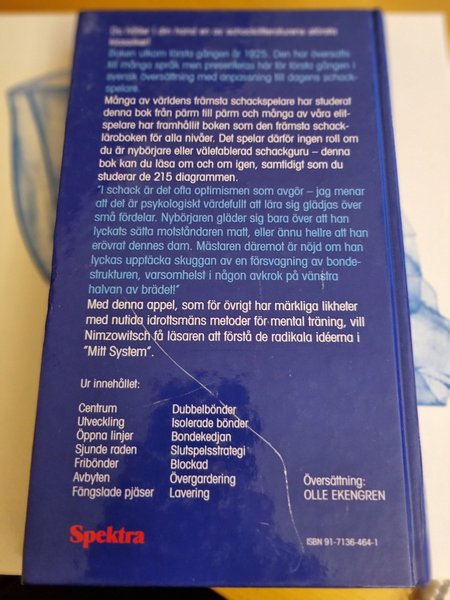 Du håller i din hand en av schacklitteraturens största
klassiker!
Boken utkom första gången år 1925. Den har översatts
till många språk men presenteras här för första gången i
svensk översättning med anpassning till dagens schack-
spelare.
Många av världens främsta schackspelare har studerat
denna bok från pärm till pärm och många av våra elit-
spelare har framhållit boken som den främsta schack-
läroboken för alla nivåer. Det spelar därför ingen roll om
du är nybörjare eller väletablerad schackguru – denna
bok kan du läsa om och om igen, samtidigt som du
studerar de 215 diagrammen.
"I schack är det ofta optimismen som avgör – jag menar
att det är psykologiskt värdefullt att lära sig glädjas över
små fördelar. Nybörjaren gläder sig bara över att han
lyckats sätta motståndaren matt, eller ännu hellre att han
erövrat dennes dam. Mästaren däremot är nöjd om han
lyckas upptäcka skuggan av en försvagning av bonde-
strukturen, varsomhelst i någon avkrok på vänstra
halvan av brädet!"
Med denna appel, som för övrigt har märkliga likheter
med nutida idrottsmäns metoder för mental träning, vill
Nimzowitsch få läsaren att förstå de radikala idéerna i
"Mitt System".
Ur innehållet:
Centrum
Utveckling
Öppna linjer
Sjunde raden
Fribönder
Avbyten
Fängslade pjäser
Dubbelbönder
Isolerade bönder
Bondekedjan
Slutspelsstrategi
Blockad
Övergardering
Lavering
Översättning:
OLLE EKENGREN
Spektra
ISBN 91-7136-464-1